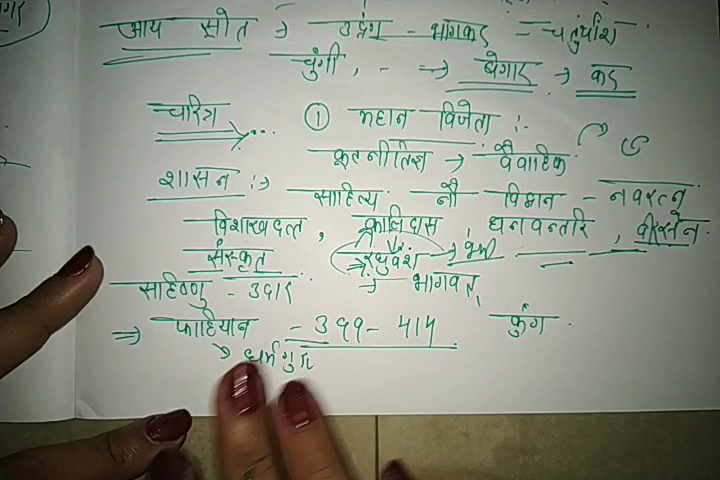 आय स्रोत → उद्रंग - भागकर = चतुर्थांश
चुंगी, - → बेगार → कर
चरित्र → ... ① महान विजेता :-
कूटनीतिज्ञ → वैवाहिक
शासन :→ साहित्य नौ विद्वान - नवरत्न
विशाखदत्त, कालिदास, धनवन्तरि, वीरसेन.
संस्कृत → रघुवंश →
साहिष्णु - उदार → भागवत
⇒ फाहियान - 399 - 414 कुंग .
→ धर्मगुरु